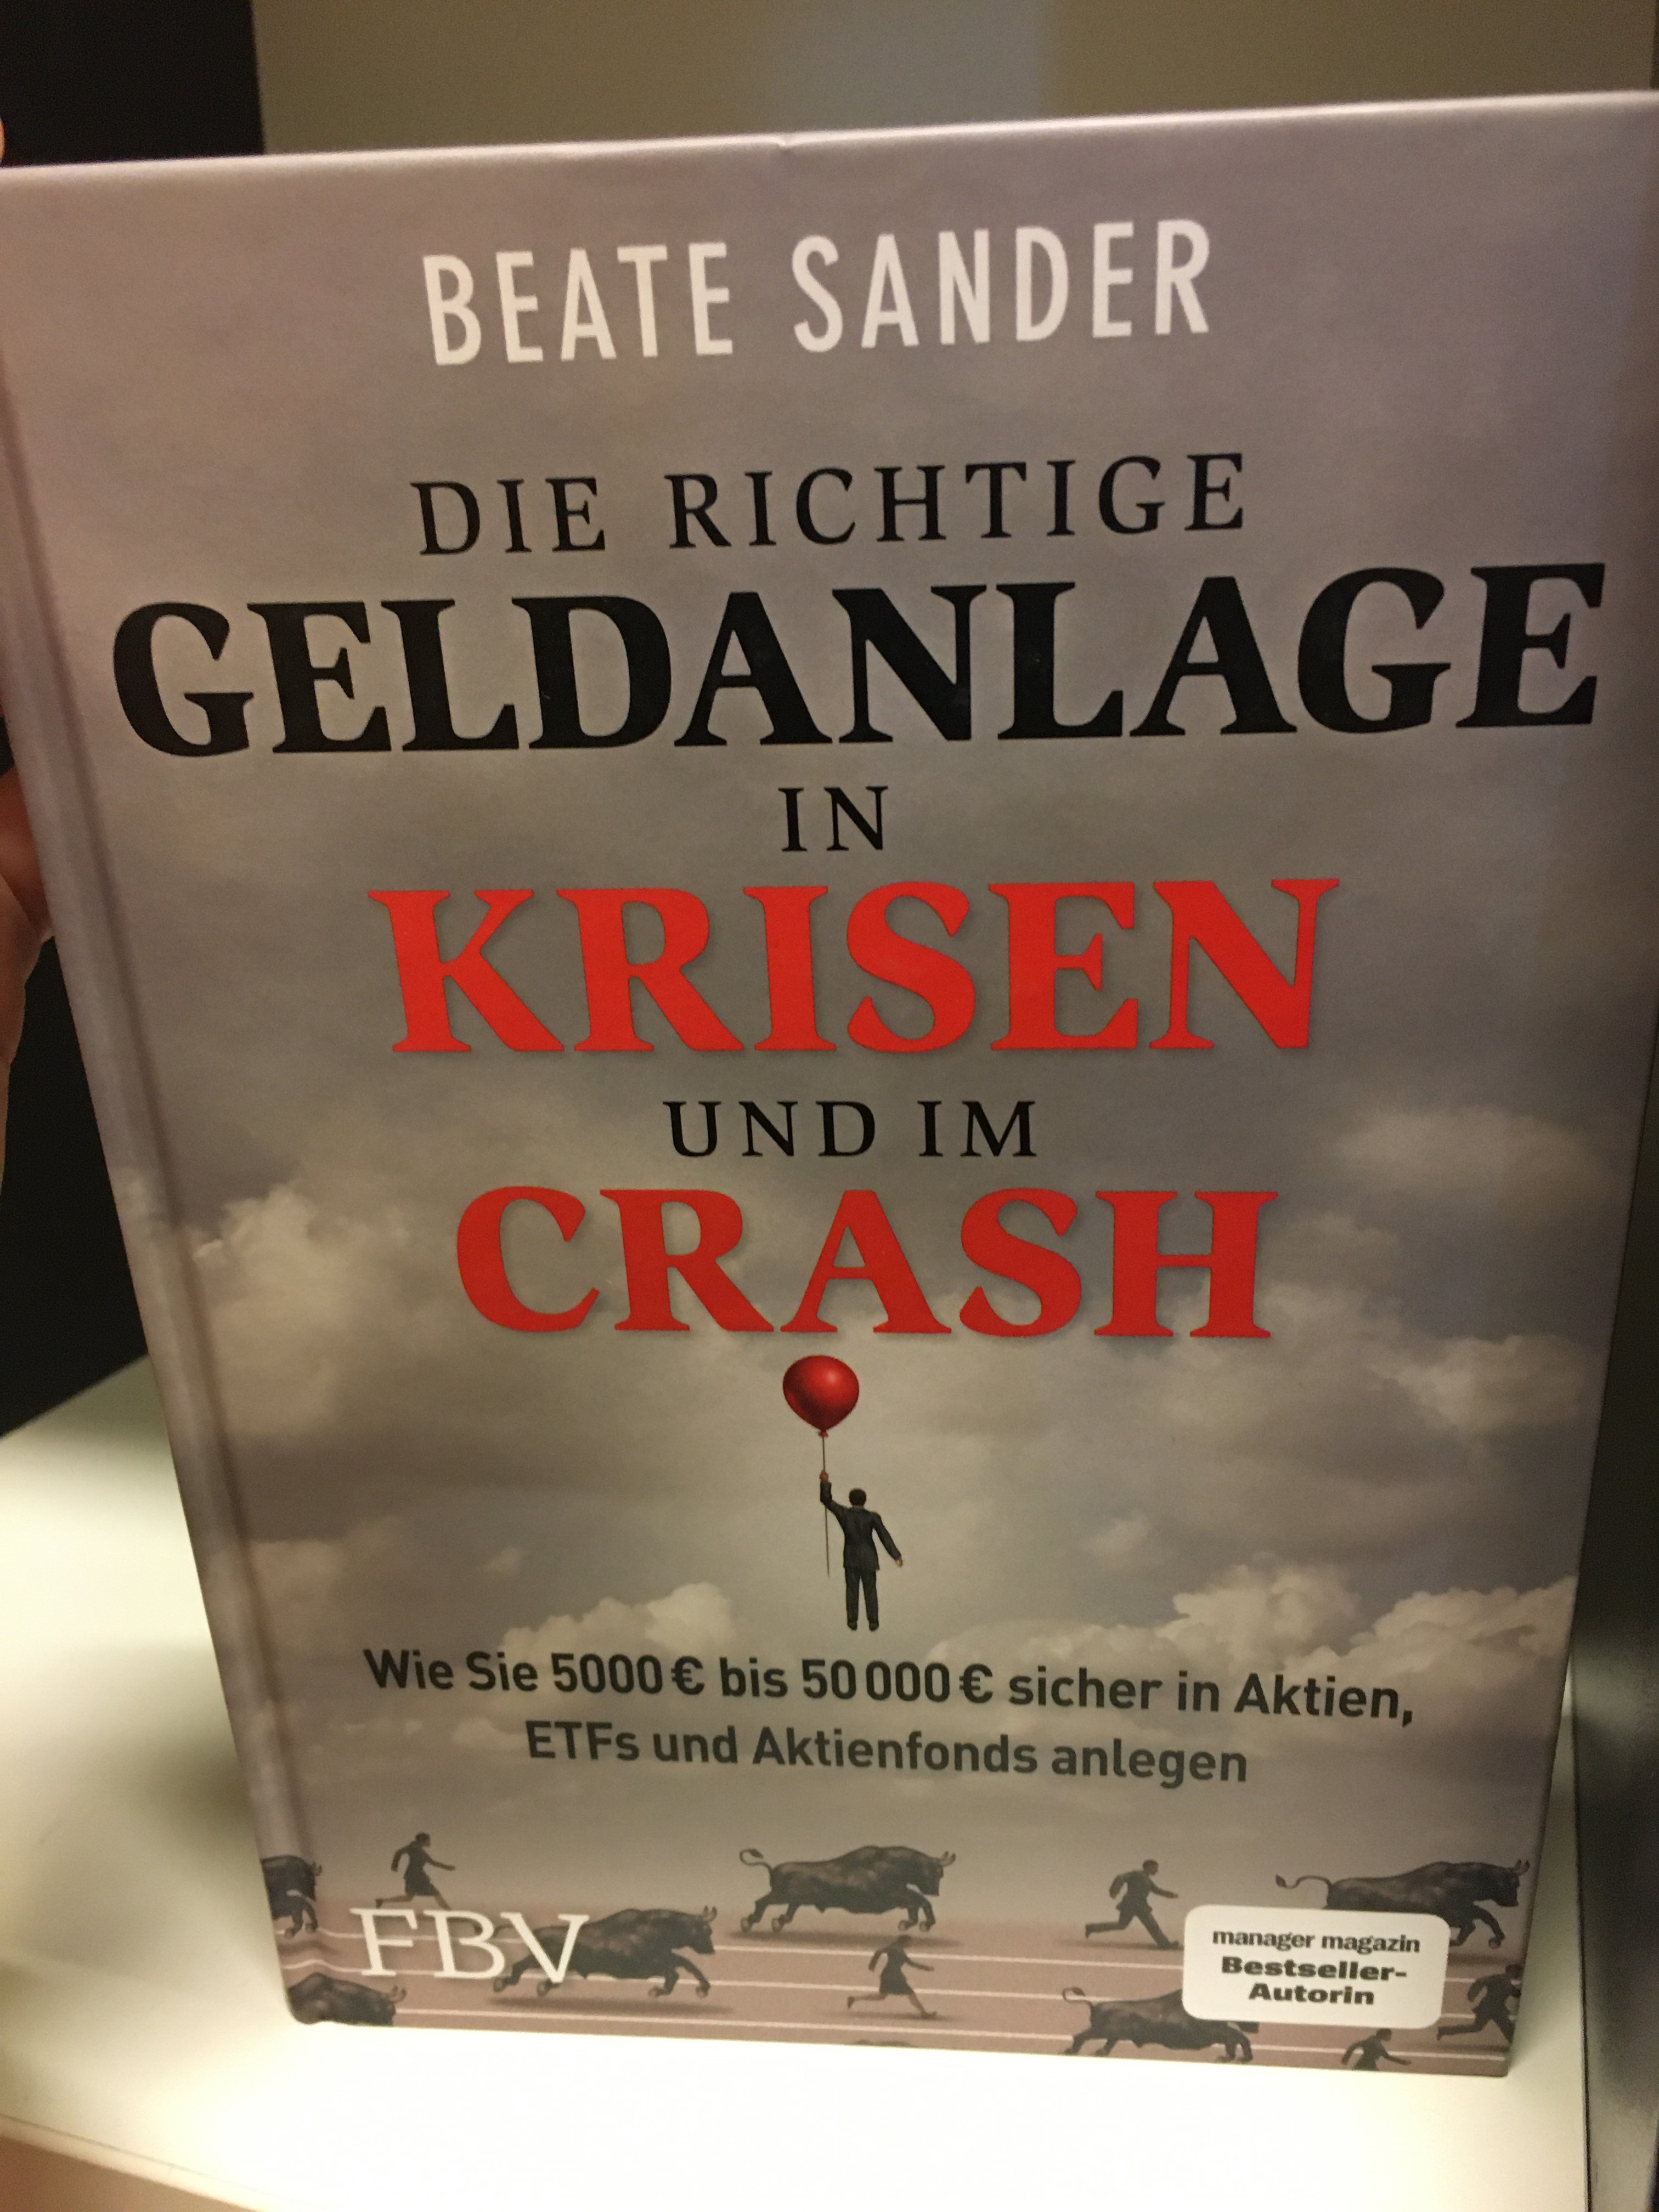 BEATE SANDER
DIE RICHTIGE
GELDANLAGE
IN
KRISEN
UND IM
CRASH
Wie Sie 5000 € bis 50 000 € sicher in Aktien,
ETFs und Aktienfonds anlegen
FBV
manager magazin
Bestseller-
Autorin